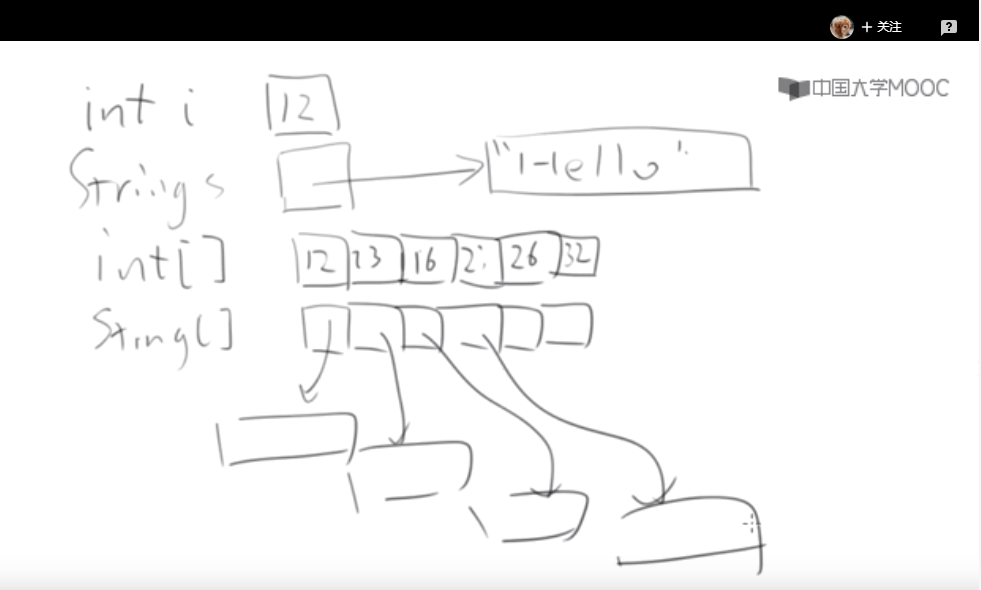 + 关注
中国大学MOOC
int i 12
String s "Hello"
int[] 12 13 16 26 32
String[]